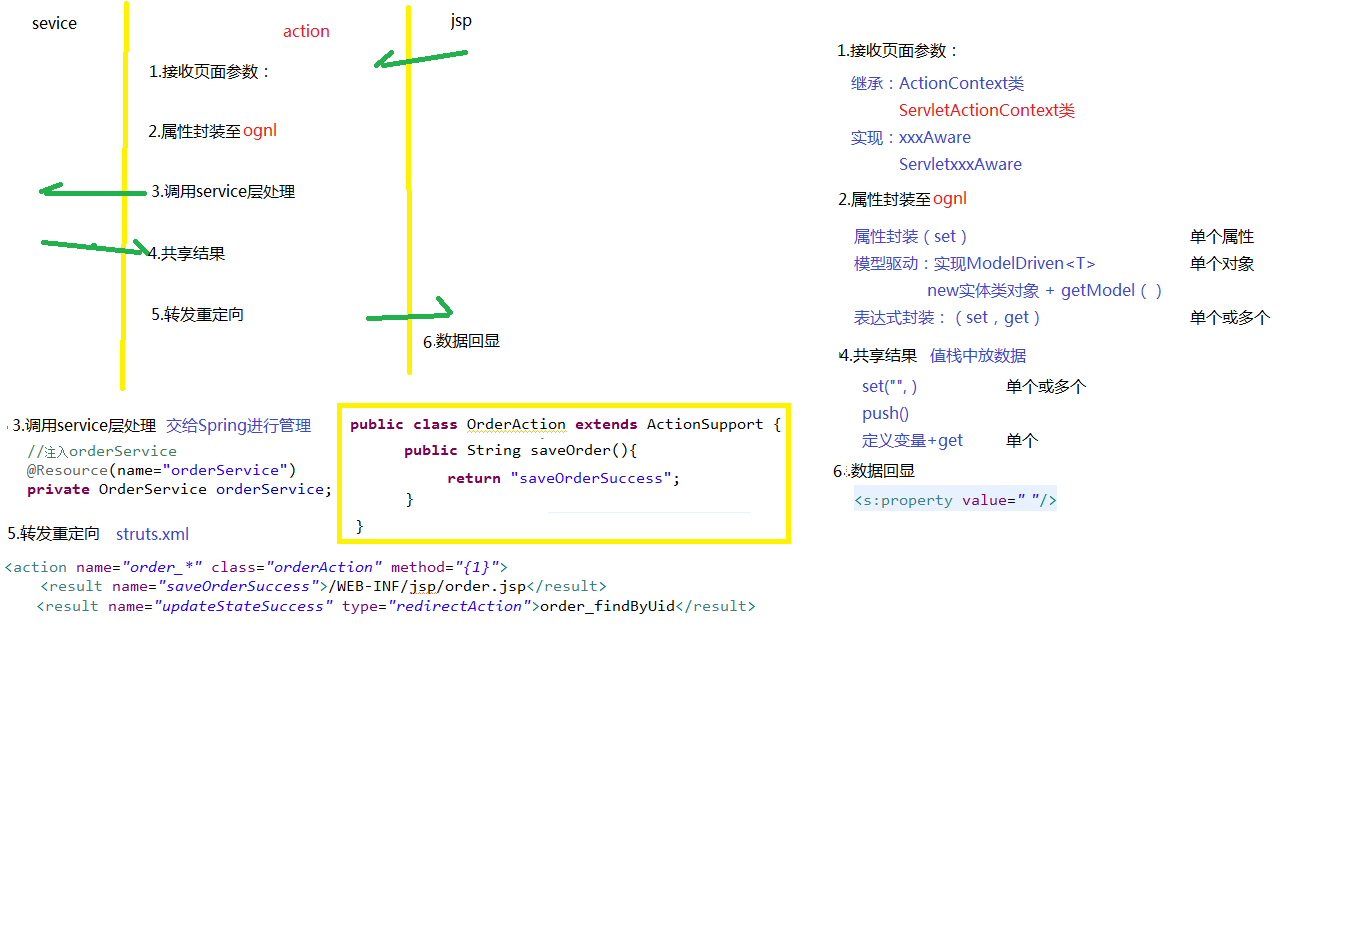 sevice
action
jsp
1.接收页面参数：
2.属性封装至ognl
3.调用service层处理
4.共享结果
5.转发重定向
6.数据回显
3.调用service层处理 交给Spring进行管理
//注入orderService
@Resource(name="orderService")
private OrderService orderService;
public class OrderAction extends ActionSupport {
public String saveOrder(){
return "saveOrderSuccess";
}
}
5.转发重定向 struts.xml
<action name="order_*" class="orderAction" method="{1}">
<result name="saveOrderSuccess">/WEB-INF/jsp/order.jsp</result>
<result name="updateStateSuccess" type="redirectAction">order_findByUid</result>
1.接收页面参数：
继承：ActionContext类
ServletActionContext类
实现：xxxAware
ServletxxxAware
2.属性封装至ognl
属性封装（set） 单个属性
模型驱动：实现ModelDriven<T> 单个对象
new实体类对象 + getModel（ ）
表达式封装：（set，get） 单个或多个
4.共享结果 值栈中放数据
set("", ) 单个或多个
push()
定义变量+get 单个
6.数据回显
<s:property value=" "/>